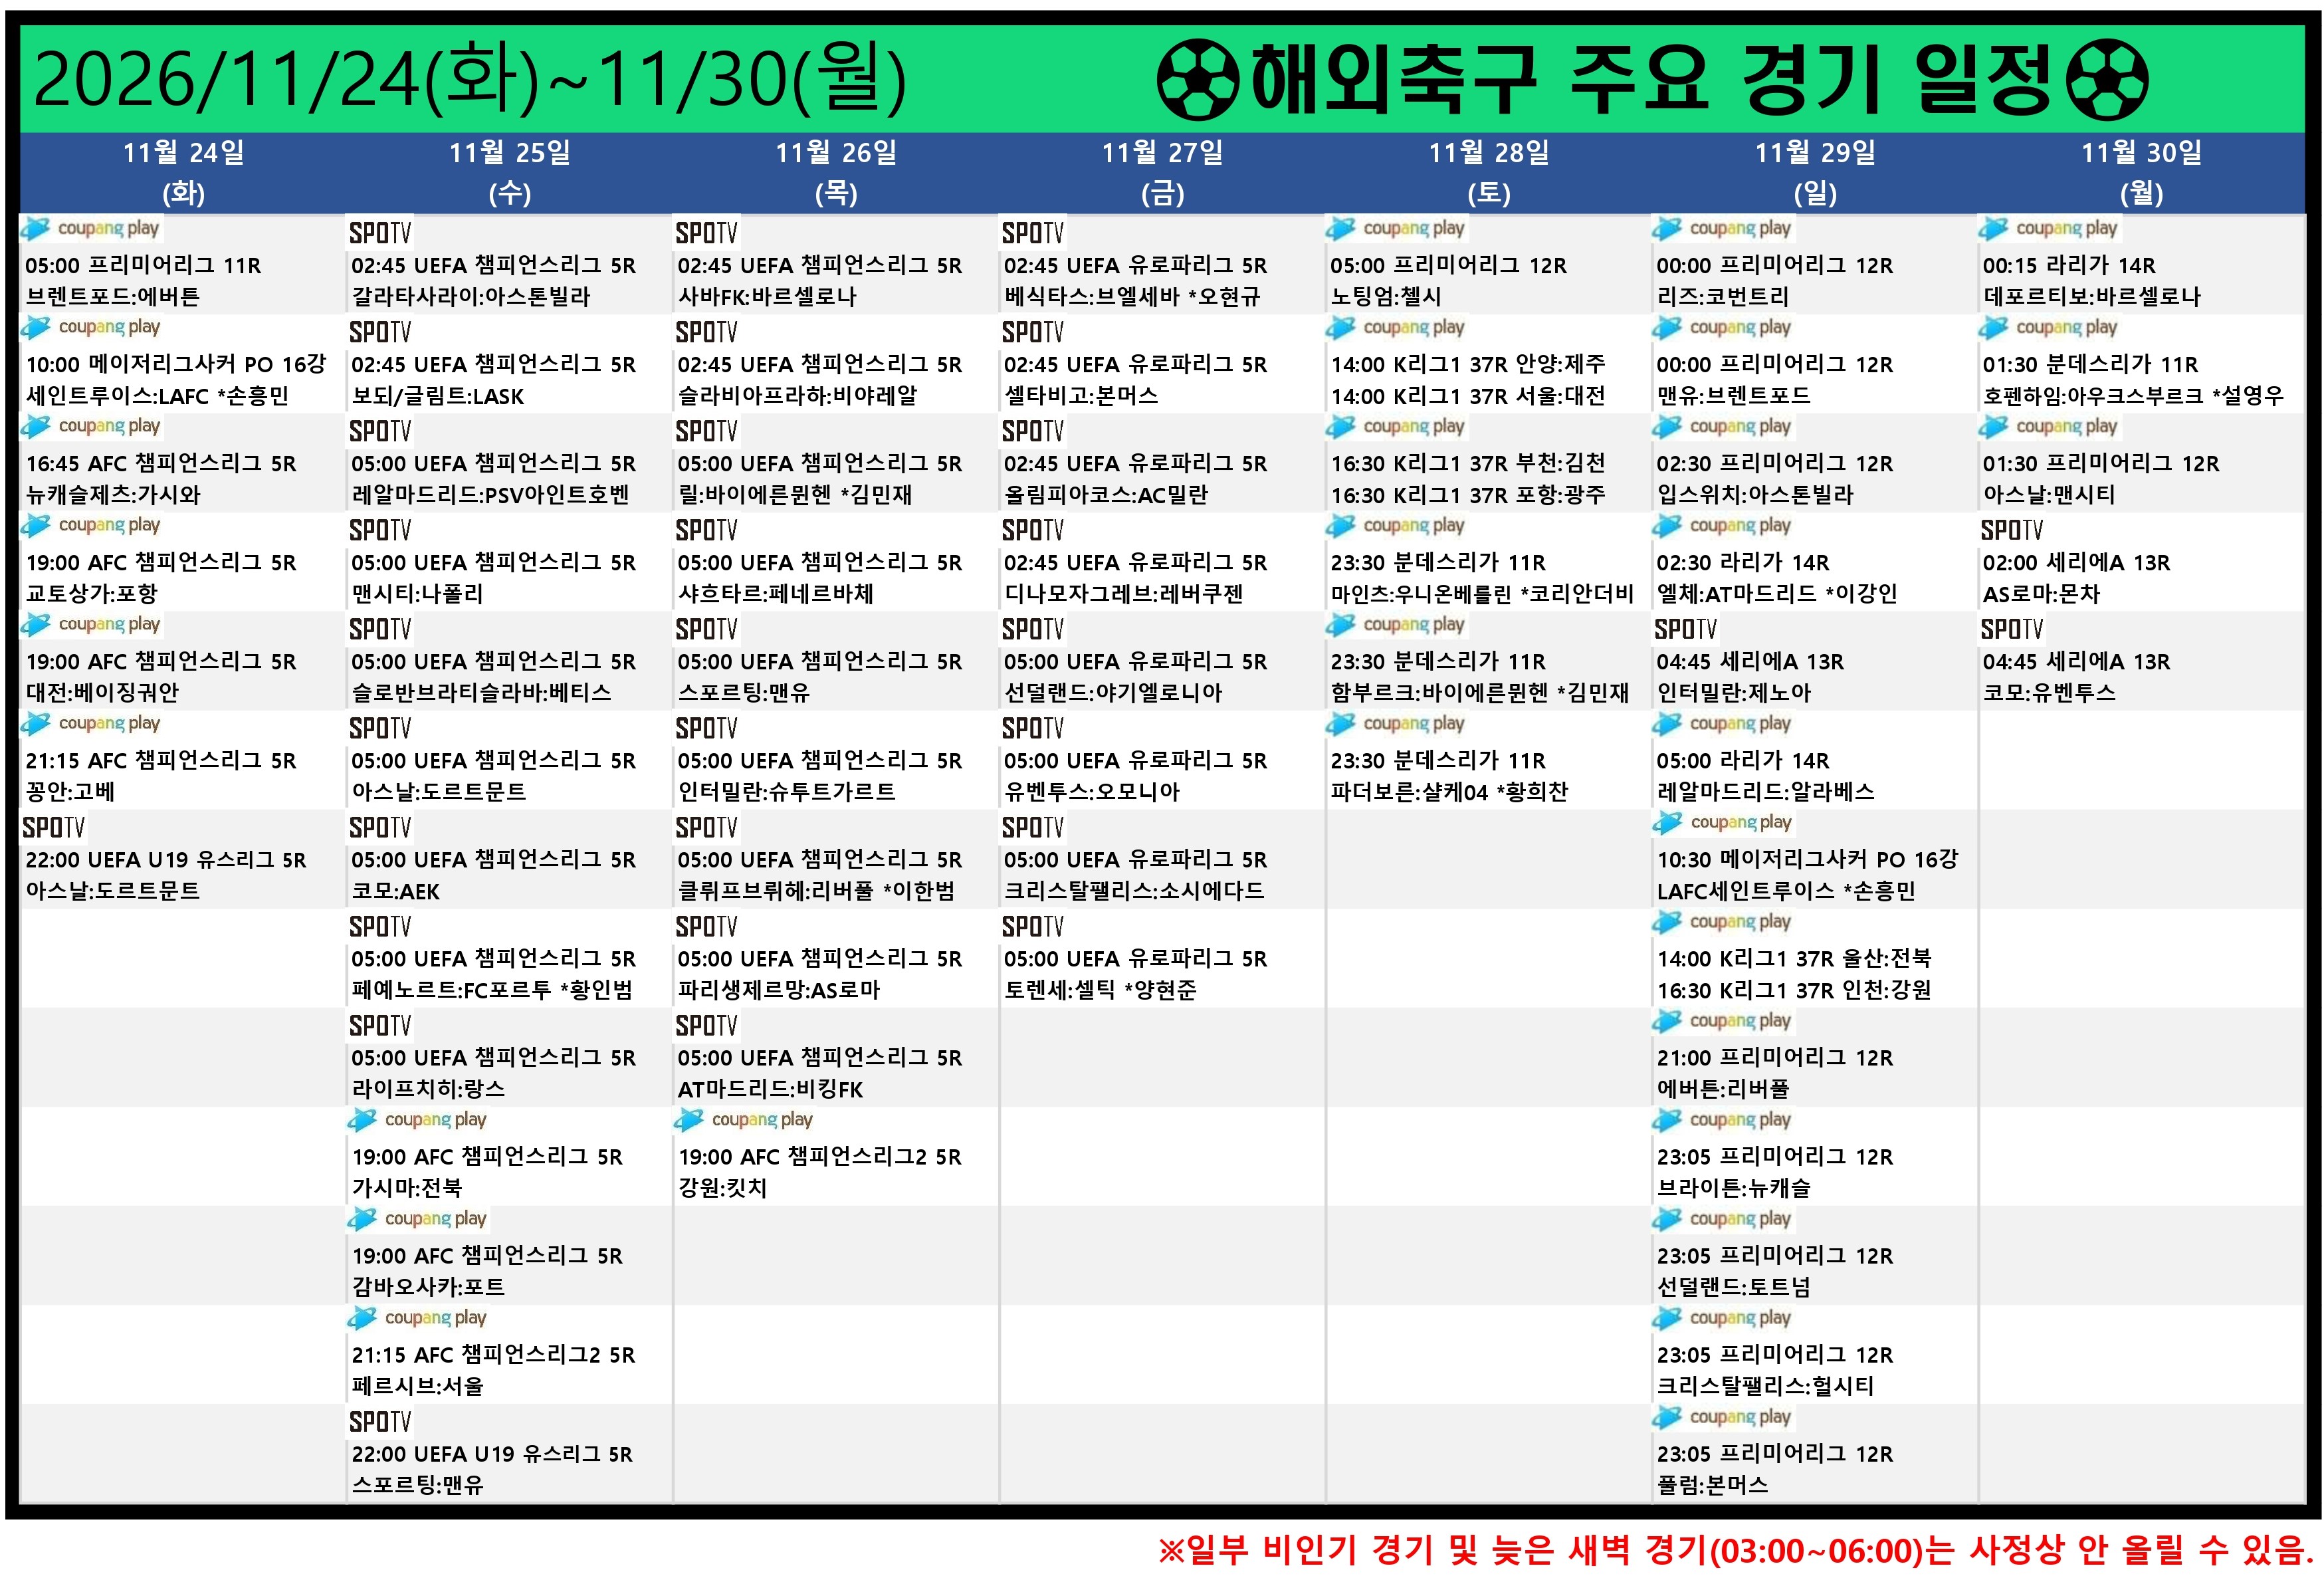 2026/11/24(화)~11/30(월)
⚽해외축구 주요 경기 일정⚽
11월 24일
(화)
coupang play
05:00 프리미어리그 11R
브렌트포드:에버튼
coupang play
10:00 메이저리그사커 PO 16강
세인트루이스:LAFC *손흥민
coupang play
16:45 AFC 챔피언스리그 5R
뉴캐슬제츠:가시와
coupang play
19:00 AFC 챔피언스리그 5R
교토상가:포항
coupang play
19:00 AFC 챔피언스리그 5R
대전:베이징궈안
coupang play
21:15 AFC 챔피언스리그 5R
꽁안:고베
SPOTV
22:00 UEFA U19 유스리그 5R
아스날:도르트문트
11월 25일
(수)
SPOTV
02:45 UEFA 챔피언스리그 5R
갈라타사라이:아스톤빌라
SPOTV
02:45 UEFA 챔피언스리그 5R
보되/글림트:LASK
SPOTV
05:00 UEFA 챔피언스리그 5R
레알마드리드:PSV아인트호벤
SPOTV
05:00 UEFA 챔피언스리그 5R
맨시티:나폴리
SPOTV
05:00 UEFA 챔피언스리그 5R
슬로반브라티슬라바:베티스
SPOTV
05:00 UEFA 챔피언스리그 5R
아스날:도르트문트
SPOTV
05:00 UEFA 챔피언스리그 5R
코모:AEK
SPOTV
05:00 UEFA 챔피언스리그 5R
페예노르트:FC포르투 *황인범
SPOTV
05:00 UEFA 챔피언스리그 5R
라이프치히:랑스
coupang play
19:00 AFC 챔피언스리그 5R
가시마:전북
coupang play
19:00 AFC 챔피언스리그 5R
감바오사카:포트
coupang play
21:15 AFC 챔피언스리그2 5R
페르시브:서울
SPOTV
22:00 UEFA U19 유스리그 5R
스포르팅:맨유
11월 26일
(목)
SPOTV
02:45 UEFA 챔피언스리그 5R
사바FK:바르셀로나
SPOTV
02:45 UEFA 챔피언스리그 5R
슬라비아프라하:비야레알
SPOTV
05:00 UEFA 챔피언스리그 5R
릴:바이에른뮌헨 *김민재
SPOTV
05:00 UEFA 챔피언스리그 5R
샤흐타르:페네르바체
SPOTV
05:00 UEFA 챔피언스리그 5R
스포르팅:맨유
SPOTV
05:00 UEFA 챔피언스리그 5R
인터밀란:슈투트가르트
SPOTV
05:00 UEFA 챔피언스리그 5R
클뤼프브뤼헤:리버풀 *이한범
SPOTV
05:00 UEFA 챔피언스리그 5R
파리생제르망:AS로마
SPOTV
05:00 UEFA 챔피언스리그 5R
AT마드리드:비킹FK
coupang play
19:00 AFC 챔피언스리그2 5R
강원:킷치
11월 27일
(금)
SPOTV
02:45 UEFA 유로파리그 5R
베식타스:브엘세바 *오현규
SPOTV
02:45 UEFA 유로파리그 5R
셀타비고:본머스
SPOTV
02:45 UEFA 유로파리그 5R
올림피아코스:AC밀란
SPOTV
02:45 UEFA 유로파리그 5R
디나모자그레브:레버쿠젠
SPOTV
05:00 UEFA 유로파리그 5R
선덜랜드:야기엘로니아
SPOTV
05:00 UEFA 유로파리그 5R
유벤투스:오모니아
SPOTV
05:00 UEFA 유로파리그 5R
크리스탈팰리스:소시에다드
SPOTV
05:00 UEFA 유로파리그 5R
토렌세:셀틱 *양현준
11월 28일
(토)
coupang play
05:00 프리미어리그 12R
노팅엄:첼시
coupang play
14:00 K리그1 37R 안양:제주
14:00 K리그1 37R 서울:대전
coupang play
16:30 K리그1 37R 부천:김천
16:30 K리그1 37R 포항:광주
coupang play
23:30 분데스리가 11R
마인츠:우니온베를린 *코리안더비
coupang play
23:30 분데스리가 11R
함부르크:바이에른뮌헨 *김민재
coupang play
23:30 분데스리가 11R
파더보른:샬케04 *황희찬
11월 29일
(일)
coupang play
00:00 프리미어리그 12R
리즈:코번트리
coupang play
00:00 프리미어리그 12R
맨유:브렌트포드
coupang play
02:30 프리미어리그 12R
입스위치:아스톤빌라
coupang play
02:30 라리가 14R
엘체:AT마드리드 *이강인
SPOTV
04:45 세리에A 13R
인터밀란:제노아
coupang play
05:00 라리가 14R
레알마드리드:알라베스
coupang play
10:30 메이저리그사커 PO 16강
LAFC세인트루이스 *손흥민
coupang play
14:00 K리그1 37R 울산:전북
16:30 K리그1 37R 인천:강원
coupang play
21:00 프리미어리그 12R
에버튼:리버풀
coupang play
23:05 프리미어리그 12R
브라이튼:뉴캐슬
coupang play
23:05 프리미어리그 12R
선덜랜드:토트넘
coupang play
23:05 프리미어리그 12R
크리스탈팰리스:헐시티
coupang play
23:05 프리미어리그 12R
풀럼:본머스
11월 30일
(월)
coupang play
00:15 라리가 14R
데포르티보:바르셀로나
coupang play
01:30 분데스리가 11R
호펜하임:아우크스부르크 *설영우
coupang play
01:30 프리미어리그 12R
아스날:맨시티
SPOTV
02:00 세리에A 13R
AS로마:몬차
SPOTV
04:45 세리에A 13R
코모:유벤투스
※일부 비인기 경기 및 늦은 새벽 경기(03:00~06:00)는 사정상 안 올릴 수 있음.